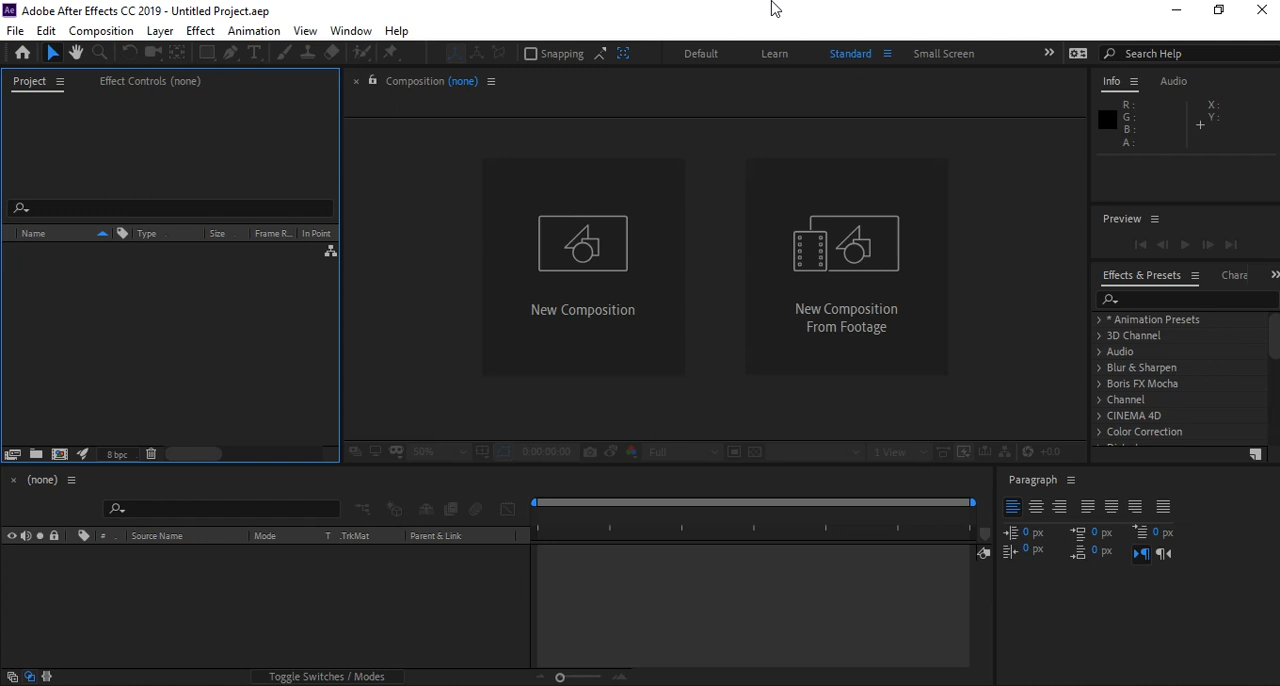 Ae Adobe After Effects CC 2019 - Untitled Project.aep
File Edit Composition Layer Effect Animation View Window Help
Snapping Default Learn Standard Small Screen Search Help
Project Effect Controls (none)
Composition (none)
Info Audio
R: X:
G: Y:
B:
A:
Preview
Name Type Size Frame R... In Point
New Composition
New Composition
From Footage
Effects & Presets Chara
* Animation Presets
3D Channel
Audio
Blur & Sharpen
Boris FX Mocha
Channel
CINEMA 4D
Color Correction
8 bpc
50% 0:00:00:00 Full 1 View +0.0
(none)
# Source Name Mode T .TrkMat Parent & Link
Toggle Switches / Modes
Paragraph
0 px 0 px 0 px
0 px 0 px